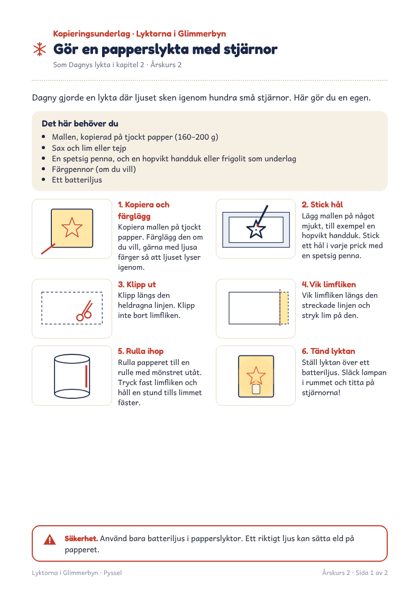 Kopieringsunderlag · Lyktorna i Glimmerbyn
Gör en papperslykta med stjärnor
Som Dagnys lykta i kapitel 2 · Årskurs 2
Dagny gjorde en lykta där ljuset sken igenom hundra små stjärnor. Här gör du en egen.
Det här behöver du
• Mallen, kopierad på tjockt papper (160–200 g)
• Sax och lim eller tejp
• En spetsig penna, och en hopvikt handduk eller frigolit som underlag
• Färgpennor (om du vill)
• Ett batteriljus
1. Kopiera och
färglägg
Kopiera mallen på tjockt
papper. Färglägg den om
du vill, gärna med ljusa
färger så att ljuset lyser
igenom.
2. Stick hål
Lägg mallen på något
mjukt, till exempel en
hopvikt handduk. Stick
ett hål i varje prick med
en spetsig penna.
3. Klipp ut
Klipp längs den
heldragna linjen. Klipp
inte bort limfliken.
4. Vik limfliken
Vik limfliken längs den
streckade linjen och
stryk lim på den.
5. Rulla ihop
Rulla papperet till en
rulle med mönstret utåt.
Tryck fast limfliken och
håll en stund tills limmet
fäster.
6. Tänd lyktan
Ställ lyktan över ett
batteriljus. Släck lampan
i rummet och titta på
stjärnorna!
Säkerhet. Använd bara batteriljus i papperslyktor. Ett riktigt ljus kan sätta eld på
papperet.
Lyktorna i Glimmerbyn · Pyssel
Årskurs 2 · Sida 1 av 2